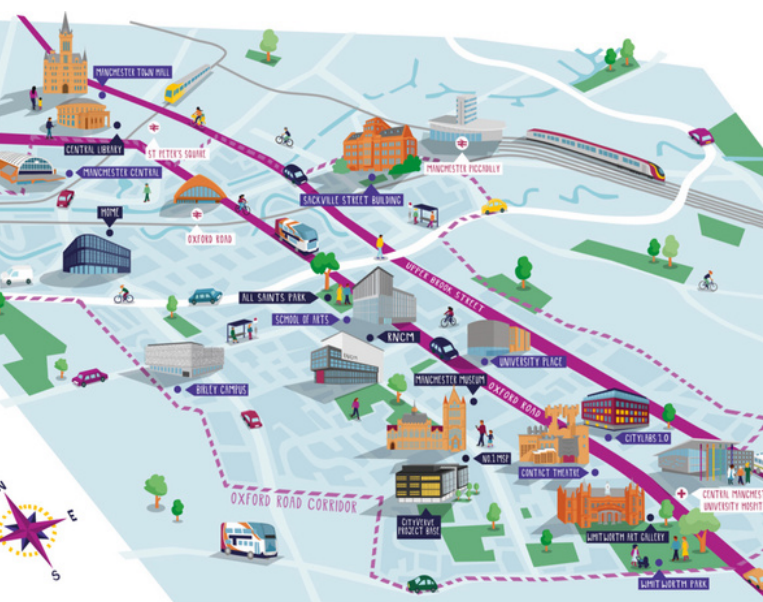 MANCHESTER TOWN HALL
CENTRAL LIBRARY
ST PETER'S SQUARE
MANCHESTER CENTRAL
MANCHESTER PICCADILLY
SACKVILLE STREET BUILDING
HOME
OXFORD ROAD
UPPER BROOK STREET
ALL SAINTS PARK
SCHOOL OF ARTS
RNCM
UNIVERSITY PLACE
MANCHESTER MUSEUM
OXFORD ROAD
BIRLEY CAMPUS
CITYLABS 1.0
NO.1 MSP
CONTACT THEATRE
OXFORD ROAD CORRIDOR
CENTRAL MANCHEST
UNIVERSITY HOSPIT
CITYVERVE
PROJECT BASE
WHITWORTH ART GALLERY
WHITWORTH PARK
N
E
S